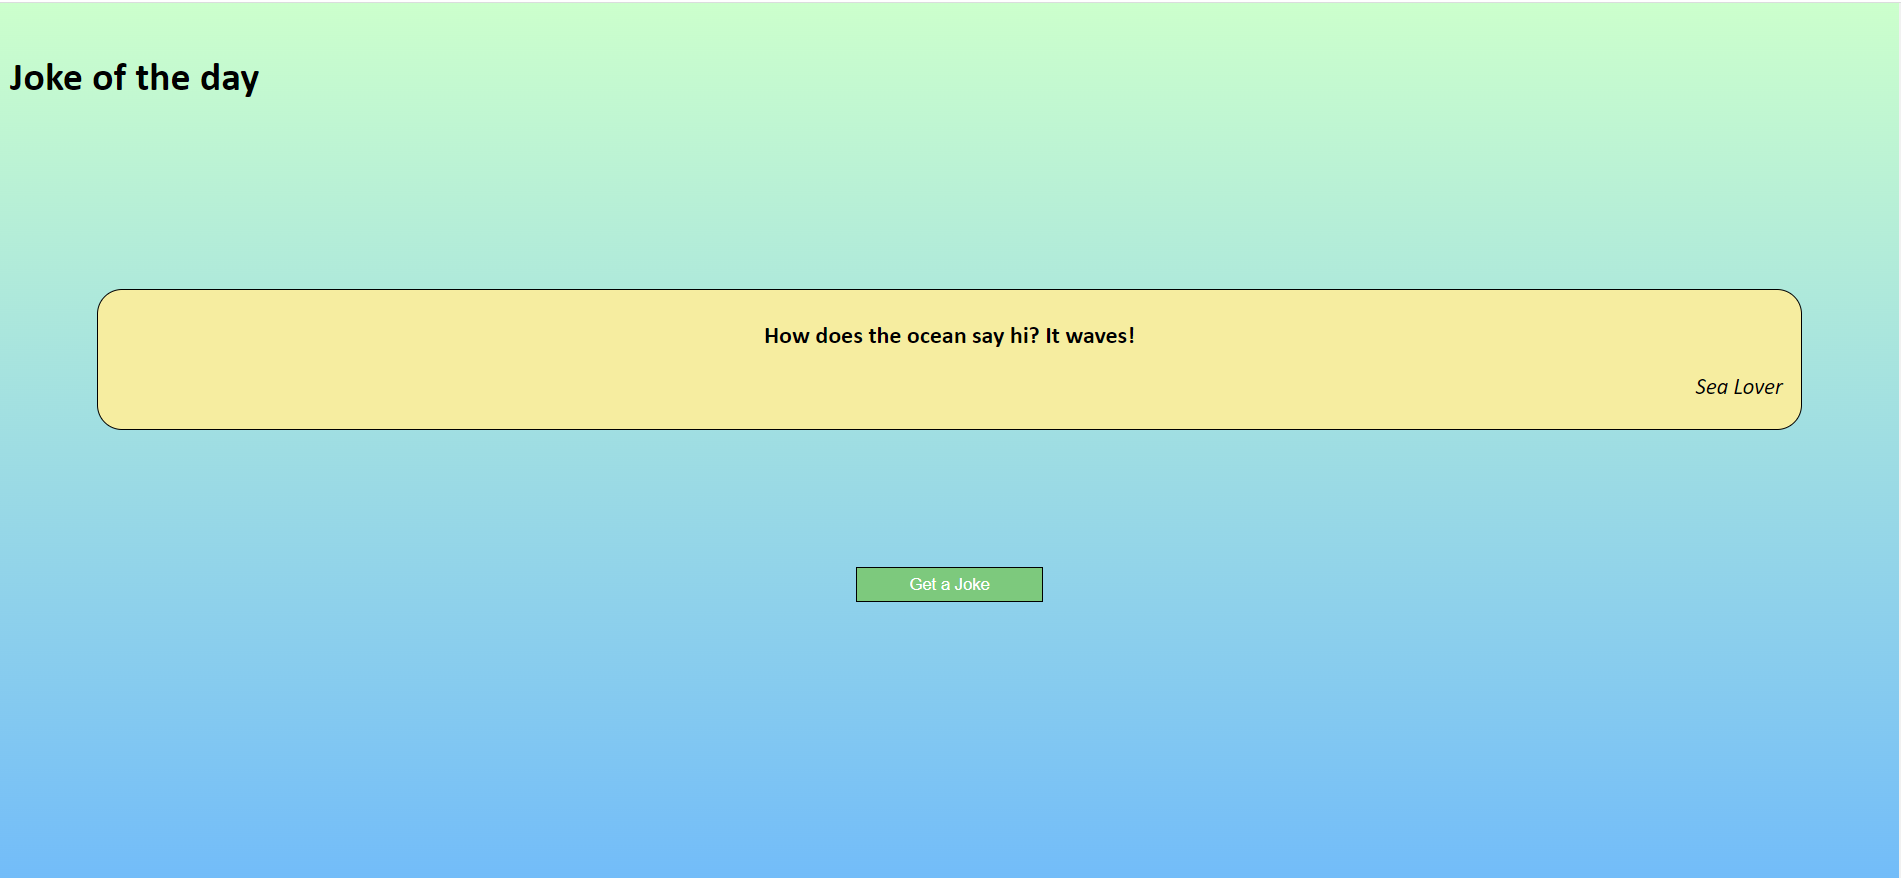 Joke of the day
How does the ocean say hi? It waves!
Sea Lover
Get a Joke